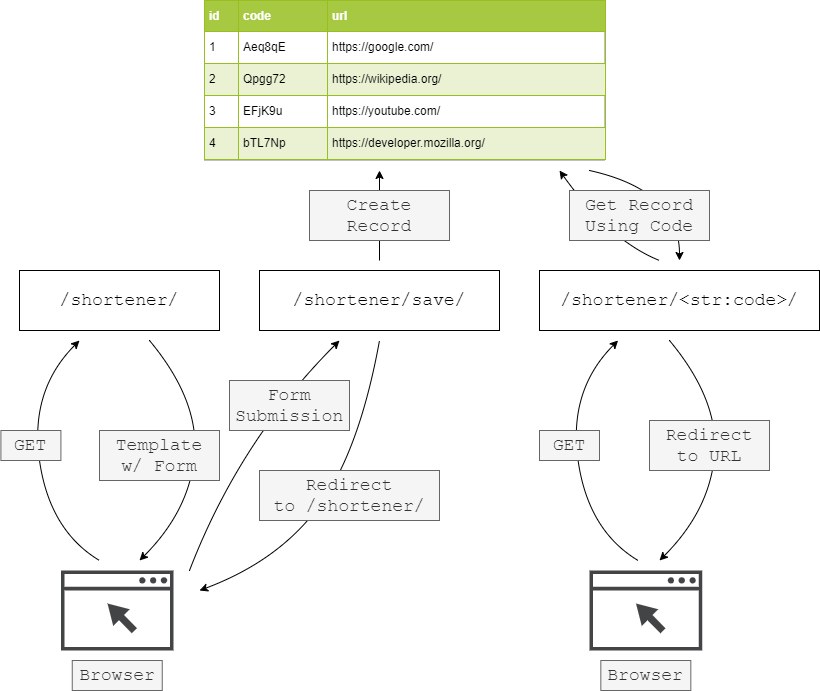 id code url
1 Aeq8qE https://google.com/
2 Qpgg72 https://wikipedia.org/
3 EFjK9u https://youtube.com/
4 bTL7Np https://developer.mozilla.org/
Create
Record
Get Record
Using Code
/shortener/
/shortener/save/
/shortener/<str:code>/
Form
Submission
GET
Template
w/ Form
Redirect
to /shortener/
GET
Redirect
to URL
Browser
Browser